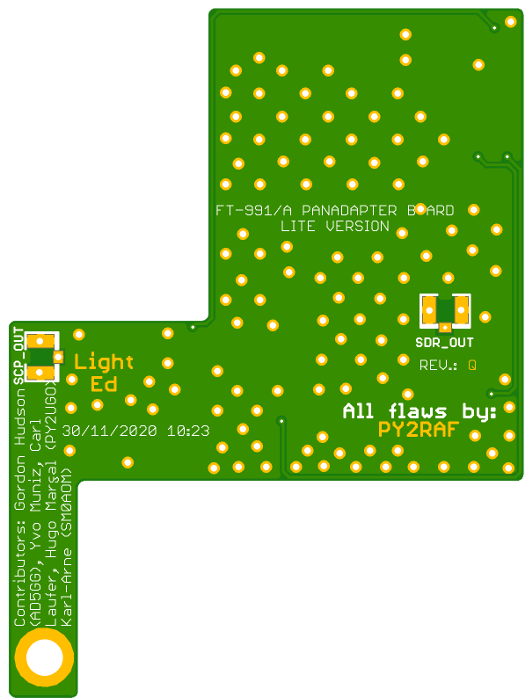 FT-991/A PANADAPTER BOARD
LITE VERSION
SDR_OUT
REV.: Q
SCP_OUT
Light
Ed
All flaws by:
PY2RAF
30/11/2020 10:23
Contributors: Gordon Hudson
(AD5GG), Yvo Muniz, Carl
Laufer, Hugo Marsal (PY2UGO)
Karl-Arne (SM0AOM)